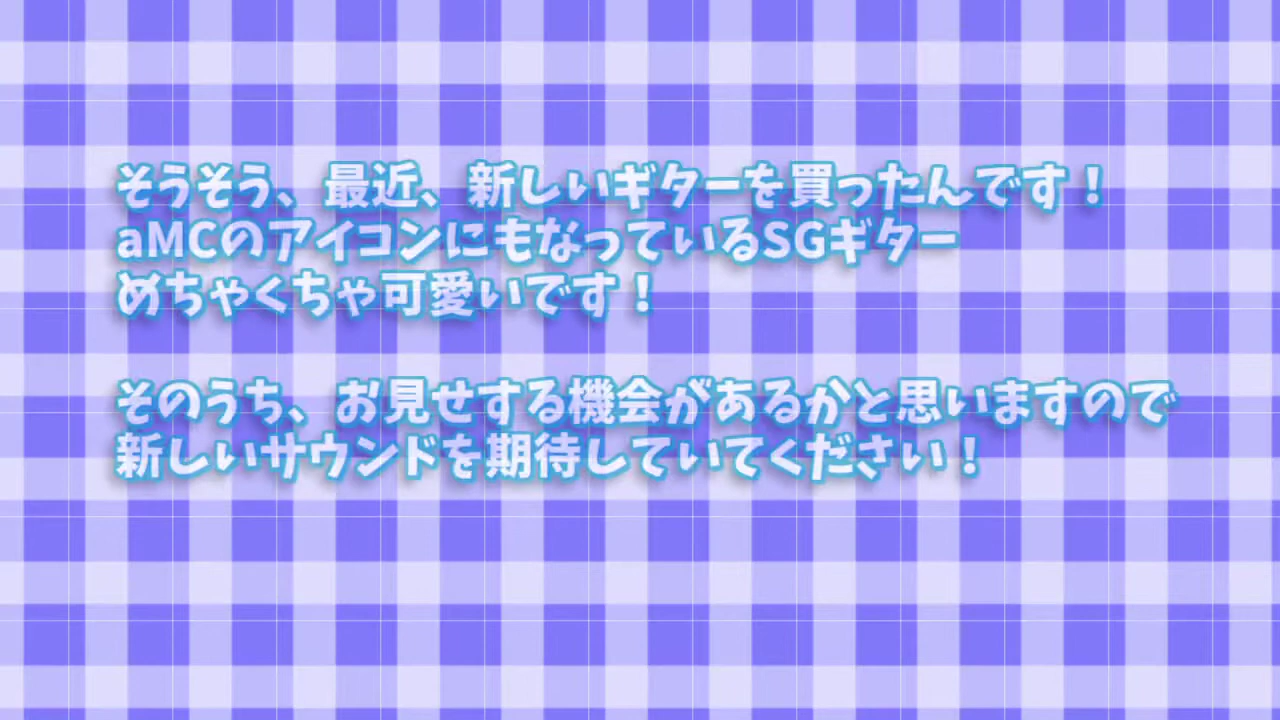 そうそう、最近、新しいギターを買ったんです！
aMCのアイコンにもなっているSGギター
めちゃくちゃ可愛いです！
そのうち、お見せする機会があるかと思いますので
新しいサウンドを期待していてください！